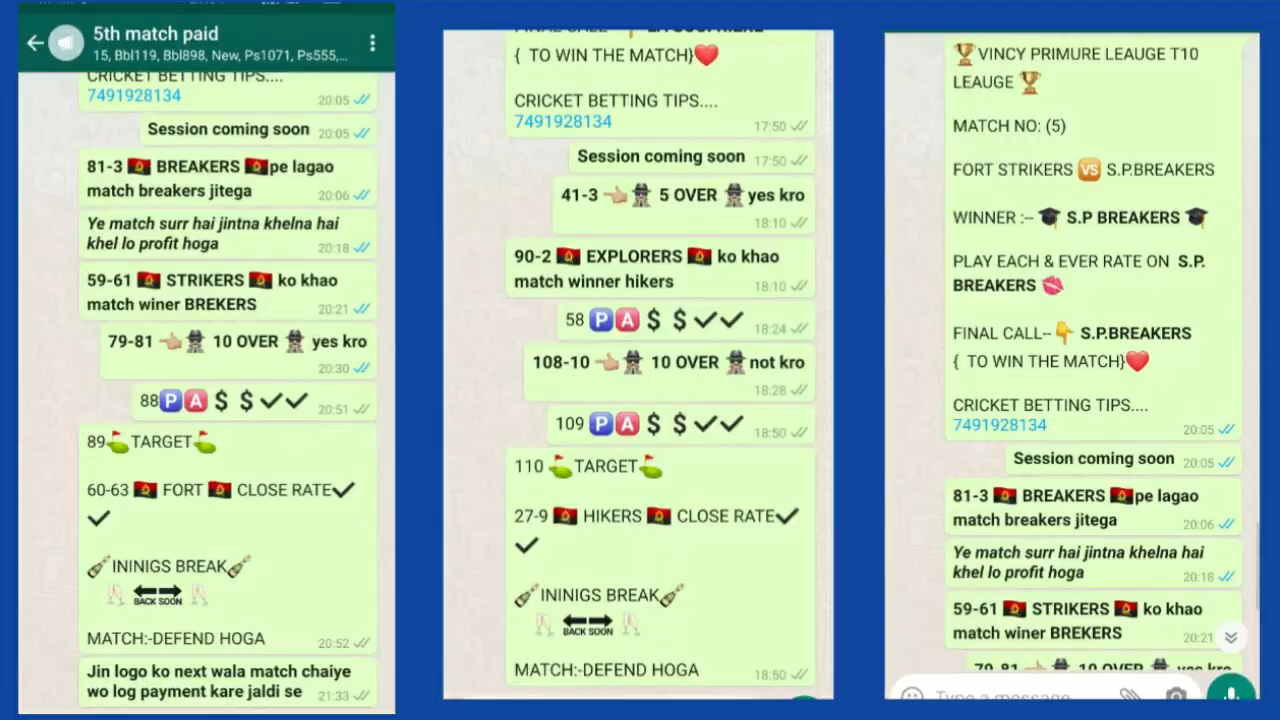 5th match paid
15, Bbl119, Bbl898, New, Ps1071, Ps555,...
CRICKET BETTING TIPS....
7491928134
20:05
Session coming soon 20:05
81-3 BREAKERS pe lagao
match breakers jitega 20:06
Ye match surr hai jintna khelna hai
khel lo profit hoga 20:18
59-61 STRIKERS ko khao
match winer BREKERS 20:21
79-81 👈🏼🕵 10 OVER 🕵 yes kro
20:30
88🅿🅰💲💲✔✔ 20:51
89⛳TARGET⛳
60-63 🇦🇴 FORT 🇦🇴 CLOSE RATE✔
✔
🍾ININIGS BREAK🍾
🥂 BACK SOON 🥂
MATCH:-DEFEND HOGA 20:52
Jin logo ko next wala match chaiye
wo log payment kare jaldi se 21:33
{ TO WIN THE MATCH}❤
CRICKET BETTING TIPS....
7491928134
17:50
Session coming soon 17:50
41-3 👈🏼🕵 5 OVER 🕵yes kro
18:10
90-2 🇦🇴 EXPLORERS 🇦🇴 ko khao
match winner hikers 18:10
58 🅿🅰💲💲✔✔ 18:24
108-10 👈🏼🕵 10 OVER 🕵not kro
18:28
109 🅿🅰💲💲✔✔ 18:50
110 ⛳TARGET⛳
27-9 🇦🇴 HIKERS 🇦🇴 CLOSE RATE✔
✔
🍾ININIGS BREAK🍾
🥂 BACK SOON 🥂
MATCH:-DEFEND HOGA 18:50
🏆VINCY PRIMURE LEAUGE T10
LEAUGE 🏆
MATCH NO: (5)
FORT STRIKERS 🆚 S.P.BREAKERS
WINNER :-- 🎓 S.P BREAKERS 🎓
PLAY EACH & EVER RATE ON S.P.
BREAKERS 💋
FINAL CALL--👇 S.P.BREAKERS
{ TO WIN THE MATCH}❤
CRICKET BETTING TIPS....
7491928134
20:05
Session coming soon 20:05
81-3 🇦🇴 BREAKERS 🇦🇴pe lagao
match breakers jitega 20:06
Ye match surr hai jintna khelna hai
khel lo profit hoga 20:18
59-61 🇦🇴 STRIKERS 🇦🇴 ko khao
match winer BREKERS 20:21
79-81 10 OVER yes kro
Type a message